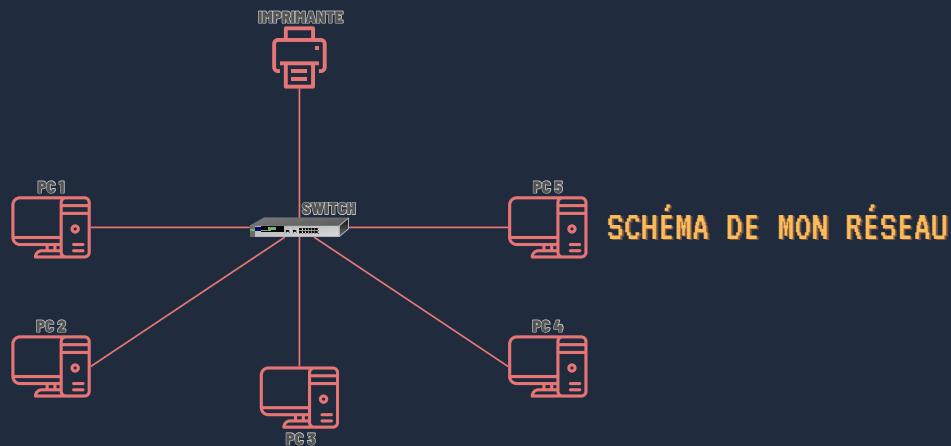 IMPRIMANTE
PC 1
SWITCH
PC 5
SCHÉMA DE MON RÉSEAU
PC 2
PC 4
PC 3